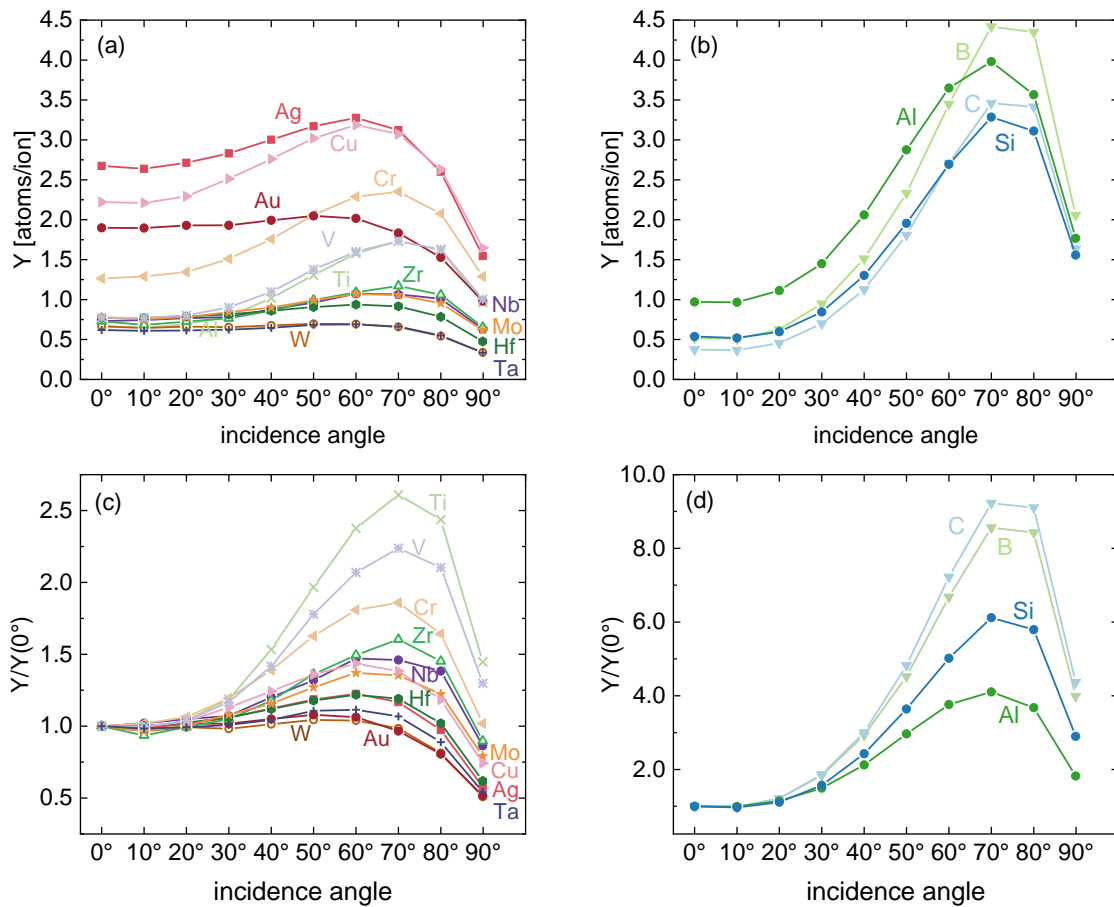 (a)
4.5
4.0
3.5
3.0
2.5
2.0
1.5
1.0
0.5
0.0
Y [atoms/ion]
Ag
Cu
Cr
Au
V
Ti
Zr
Al
W
Nb
Mo
Hf
Ta
0° 10° 20° 30° 40° 50° 60° 70° 80° 90°
incidence angle
(b)
4.5
4.0
3.5
3.0
2.5
2.0
1.5
1.0
0.5
0.0
Y [atoms/ion]
B
C
Al
Si
0° 10° 20° 30° 40° 50° 60° 70° 80° 90°
incidence angle
(c)
2.5
2.0
1.5
1.0
0.5
Y/Y(0°)
Ti
V
Cr
Zr
Nb
Hf
W
Au
Mo
Cu
Ag
Ta
0° 10° 20° 30° 40° 50° 60° 70° 80° 90°
incidence angle
(d)
10.0
8.0
6.0
4.0
2.0
Y/Y(0°)
C
B
Si
Al
0° 10° 20° 30° 40° 50° 60° 70° 80° 90°
incidence angle